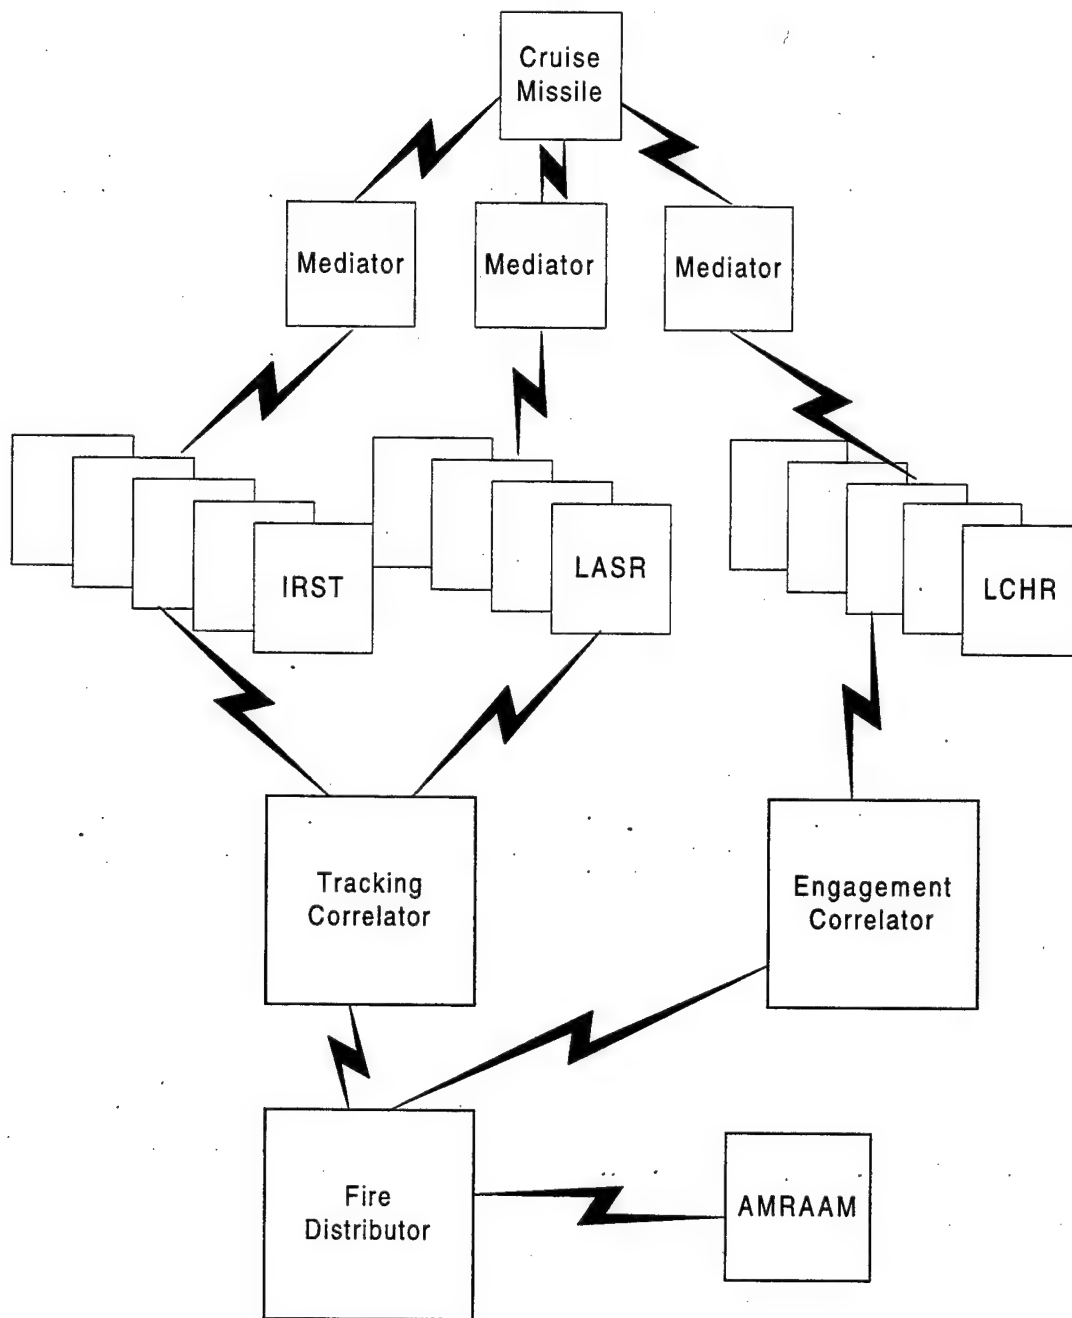 Cruise
Missile
Mediator
Mediator
Mediator
IRST
LASR
LCHR
Tracking
Correlator
Engagement
Correlator
Fire
Distributor
AMRAAM